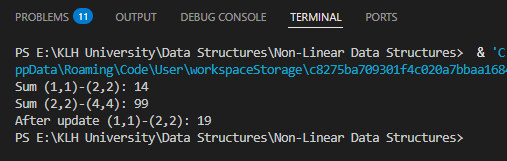 PROBLEMS 11 OUTPUT DEBUG CONSOLE TERMINAL PORTS
PS E:\KLH University\Data Structures\Non-Linear Data Structures> & 'C
ppData\Roaming\Code\User\workspaceStorage\c8275ba709301f4c020a7bbaa168
Sum (1,1)-(2,2): 14
Sum (2,2)-(4,4): 99
After update (1,1)-(2,2): 19
PS E:\KLH University\Data Structures\Non-Linear Data Structures>